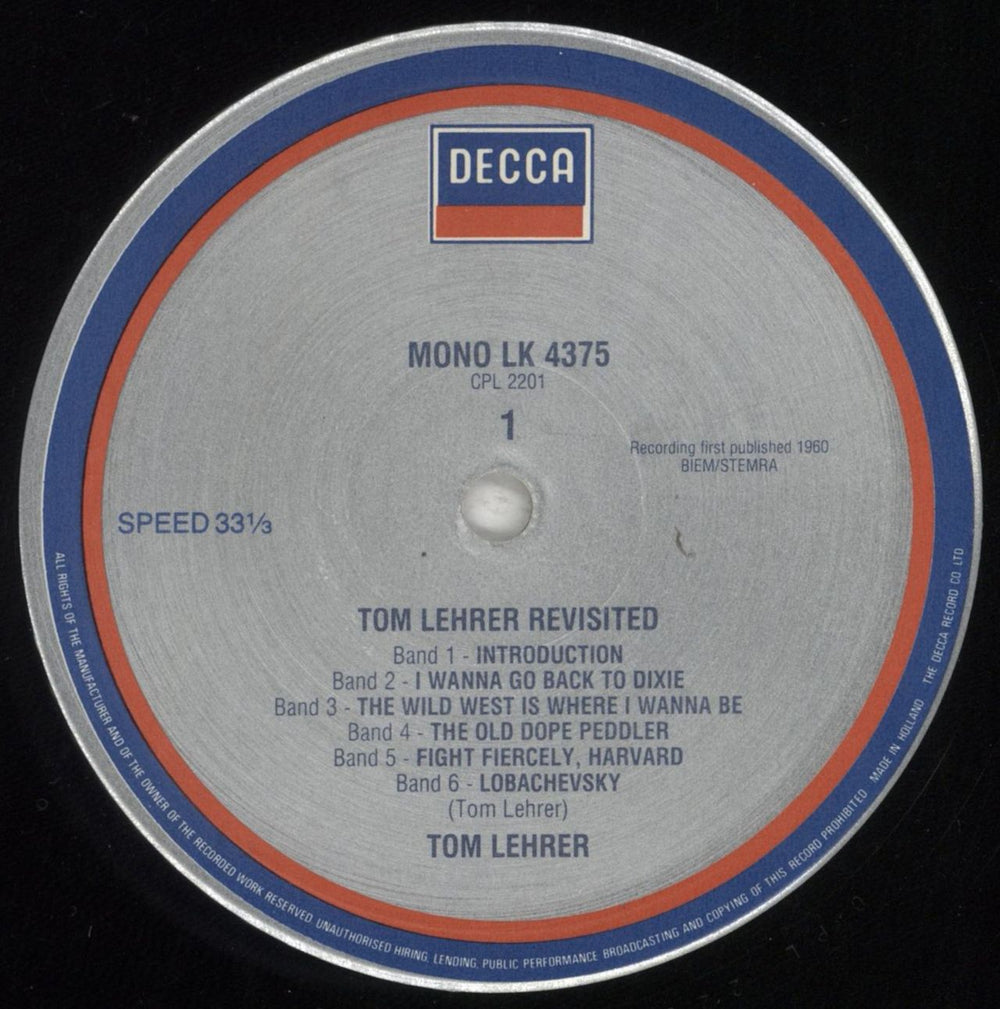 DECCA
MONO LK 4375
CPL 2201
1
Recording first published 1960
BIEM/STEMRA
SPEED 33⅓
TOM LEHRER REVISITED
Band 1 - INTRODUCTION
Band 2 - I WANNA GO BACK TO DIXIE
Band 3 - THE WILD WEST IS WHERE I WANNA BE
Band 4 - THE OLD DOPE PEDDLER
Band 5 - FIGHT FIERCELY, HARVARD
Band 6 - LOBACHEVSKY
(Tom Lehrer)
TOM LEHRER
ALL RIGHTS OF THE MANUFACTURER AND OF THE OWNER OF THE RECORDED WORK RESERVED UNAUTHORISED HIRING, LENDING, PUBLIC PERFORMANCE BROADCASTING AND COPYING OF THIS RECORD PROHIBITED MADE IN HOLLAND THE DECCA RECORD CO LTD